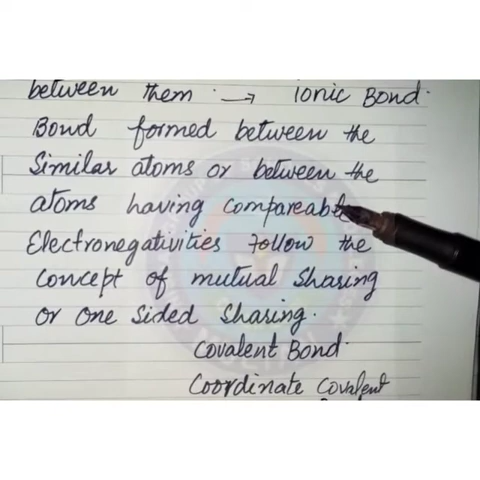 between them. → Ionic Bond.
Bond formed between the
Similar atoms or between the
atoms having compareable
Electronegativities follow the
concept of mutual sharing
or one sided sharing.
Covalent Bond.
Coordinate Covalent